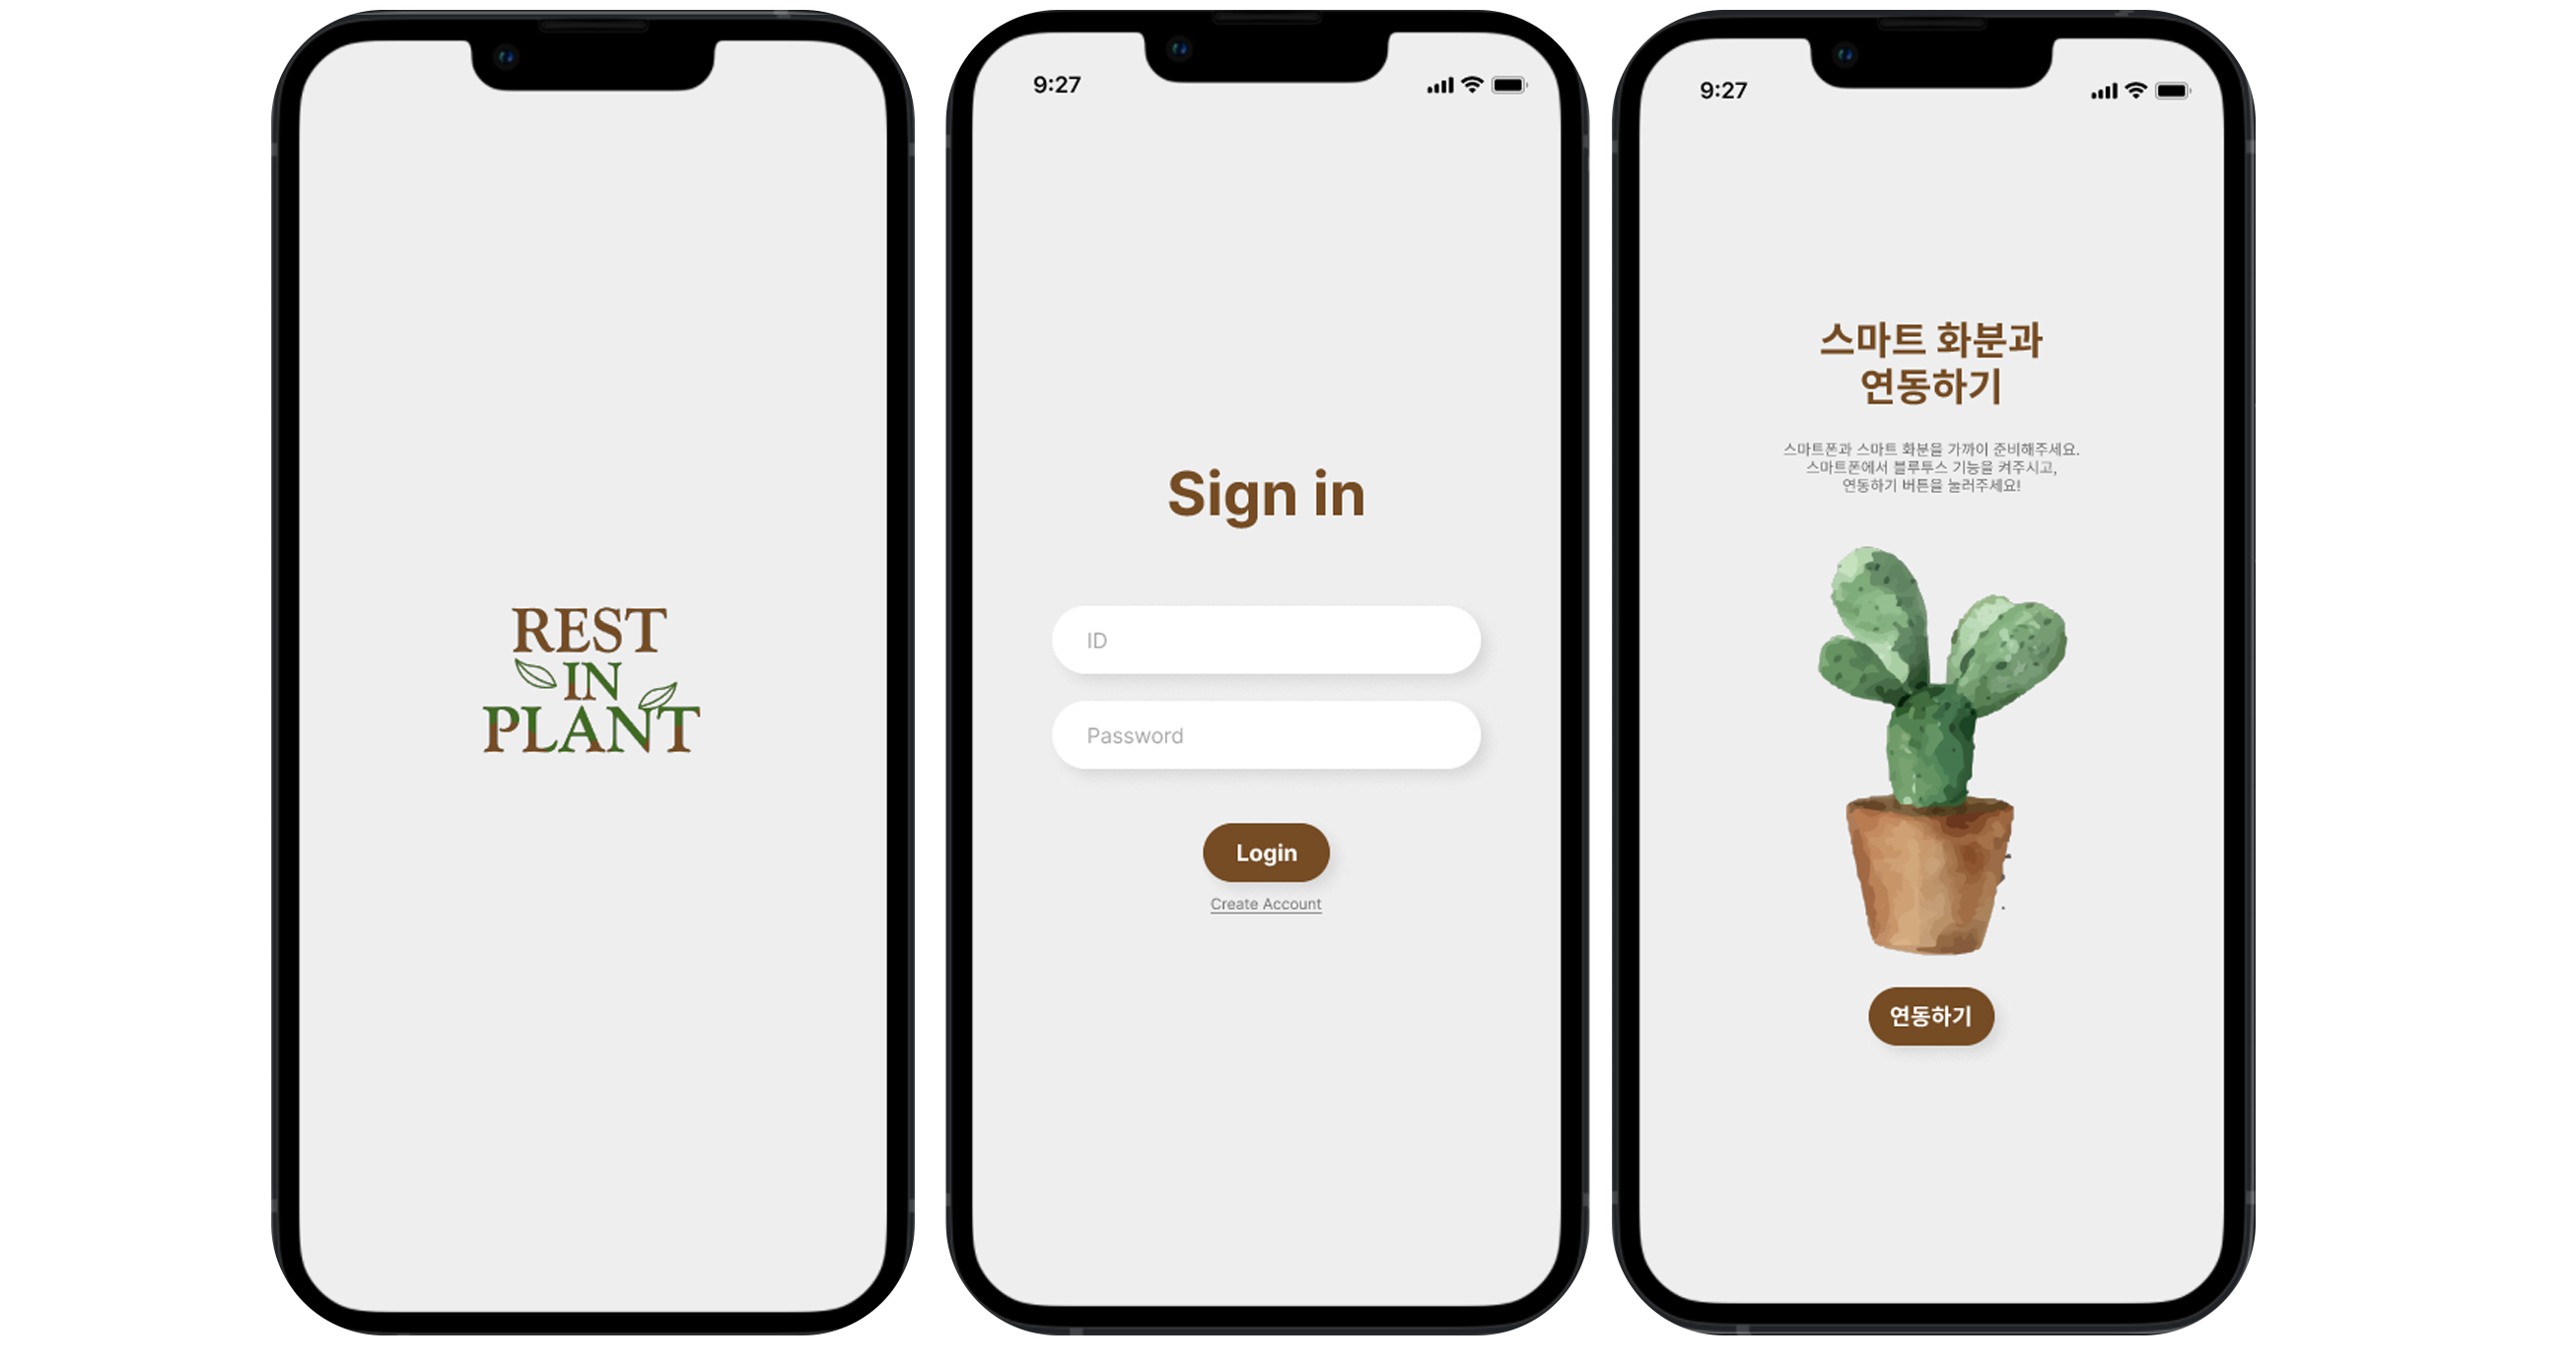 REST
IN
PLANT
9:27
Sign in
ID
Password
Login
Create Account
9:27
스마트 화분과
연동하기
스마트폰과 스마트 화분을 가까이 준비해주세요.
스마트폰에서 블루투스 기능을 켜주시고,
연동하기 버튼을 눌러주세요!
연동하기